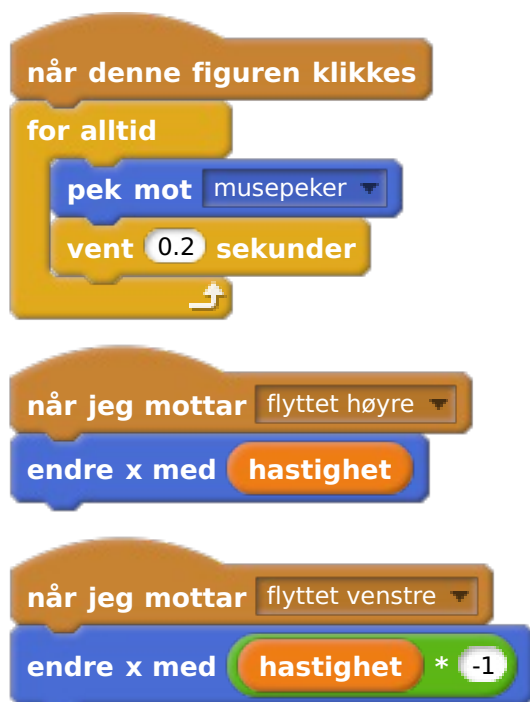 når denne figuren klikkes
for alltid
pek mot musepeker
vent 0.2 sekunder
når jeg mottar flyttet høyre
endre x med hastighet
når jeg mottar flyttet venstre
endre x med hastighet * -1